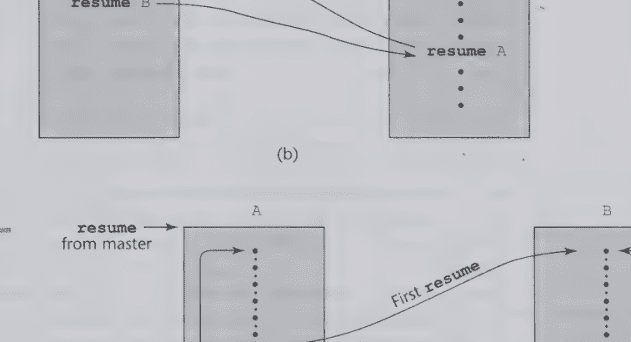 resume B
resume A
(b)
A
B
resume
from master
First resume